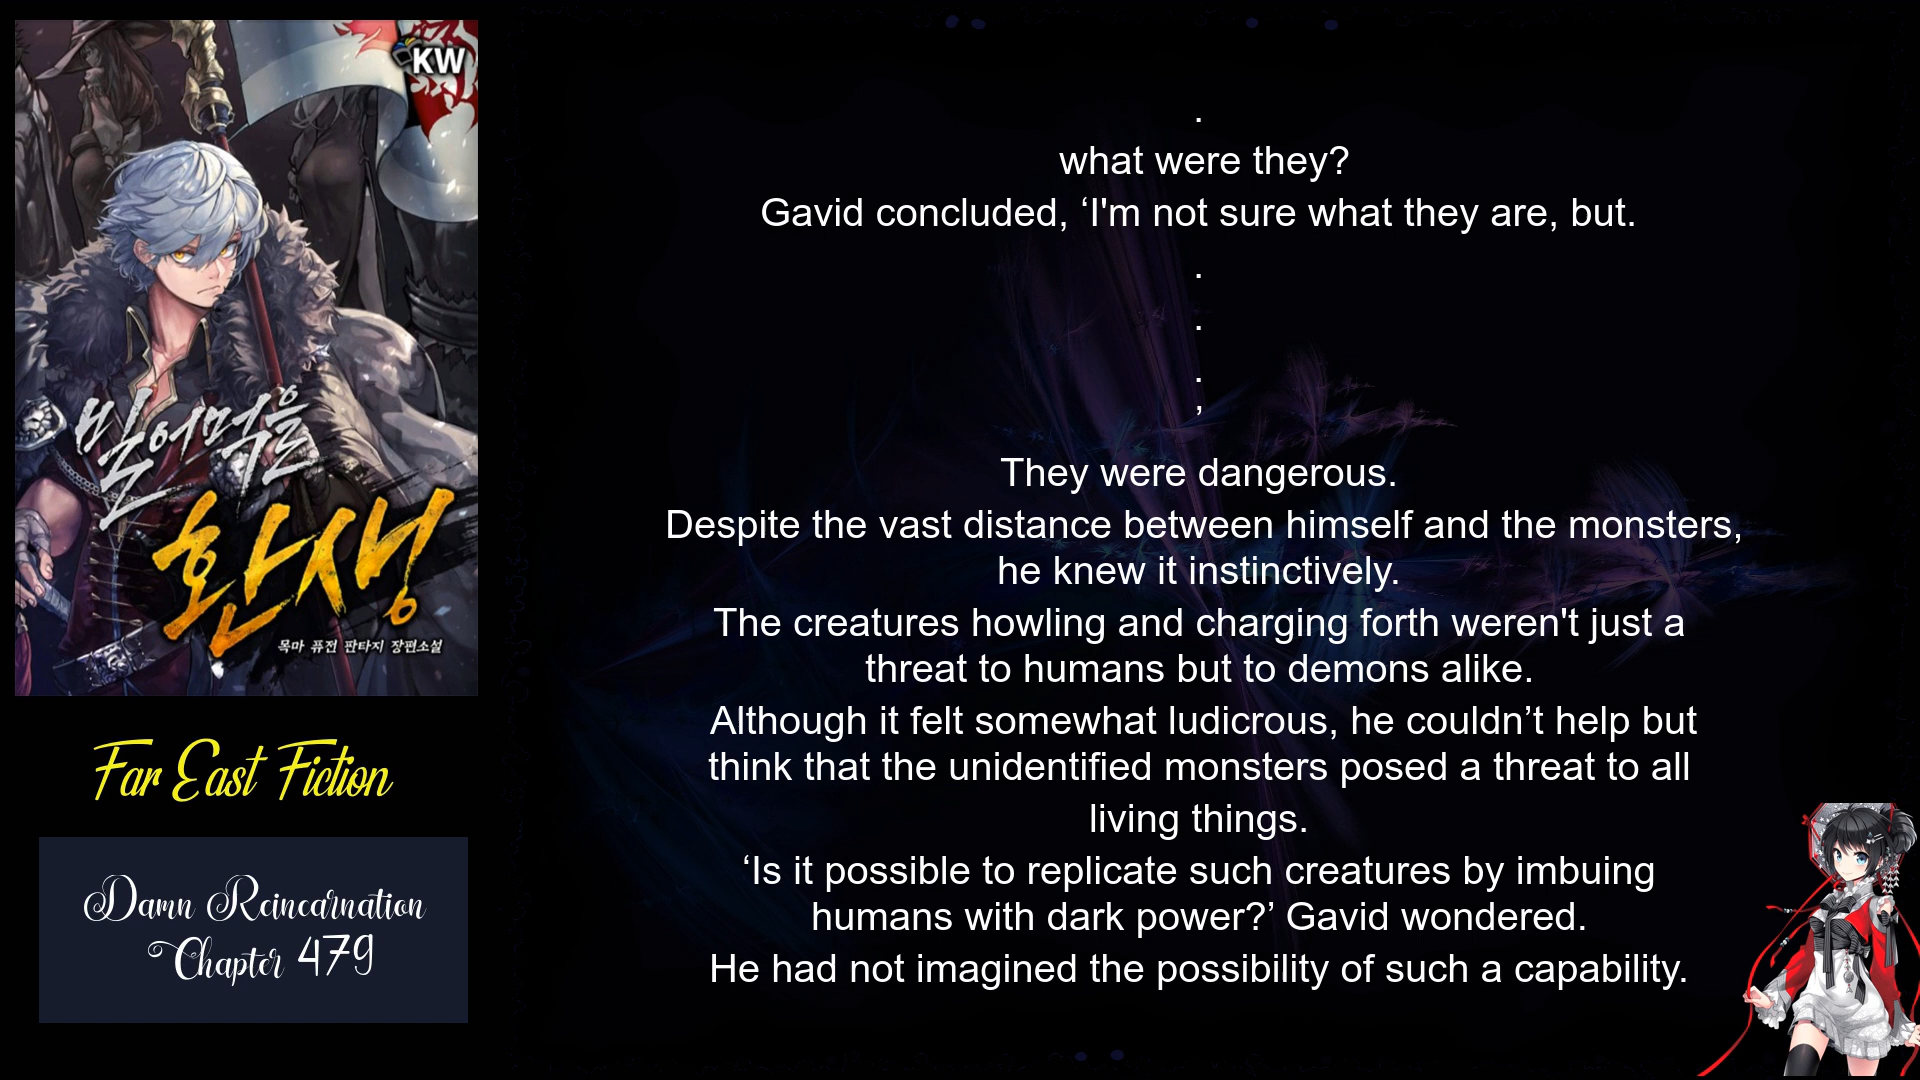 KW
빌어먹을
환생
목마 퓨전 판타지 장편소설
Far East Fiction
Damn Reincarnation
Chapter 479
.
what were they?
Gavid concluded, ‘I'm not sure what they are, but.
.
.
.
’
They were dangerous.
Despite the vast distance between himself and the monsters,
he knew it instinctively.
The creatures howling and charging forth weren't just a
threat to humans but to demons alike.
Although it felt somewhat ludicrous, he couldn’t help but
think that the unidentified monsters posed a threat to all
living things.
‘Is it possible to replicate such creatures by imbuing
humans with dark power?’ Gavid wondered.
He had not imagined the possibility of such a capability.